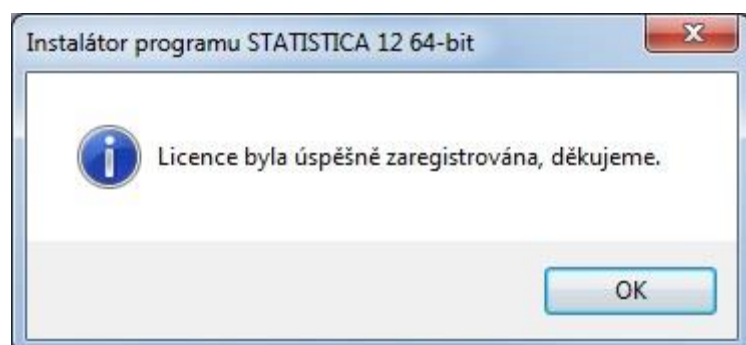 Instalátor programu STATISTICA 12 64-bit
Licence byla úspěšně zaregistrována, děkujeme.
OK